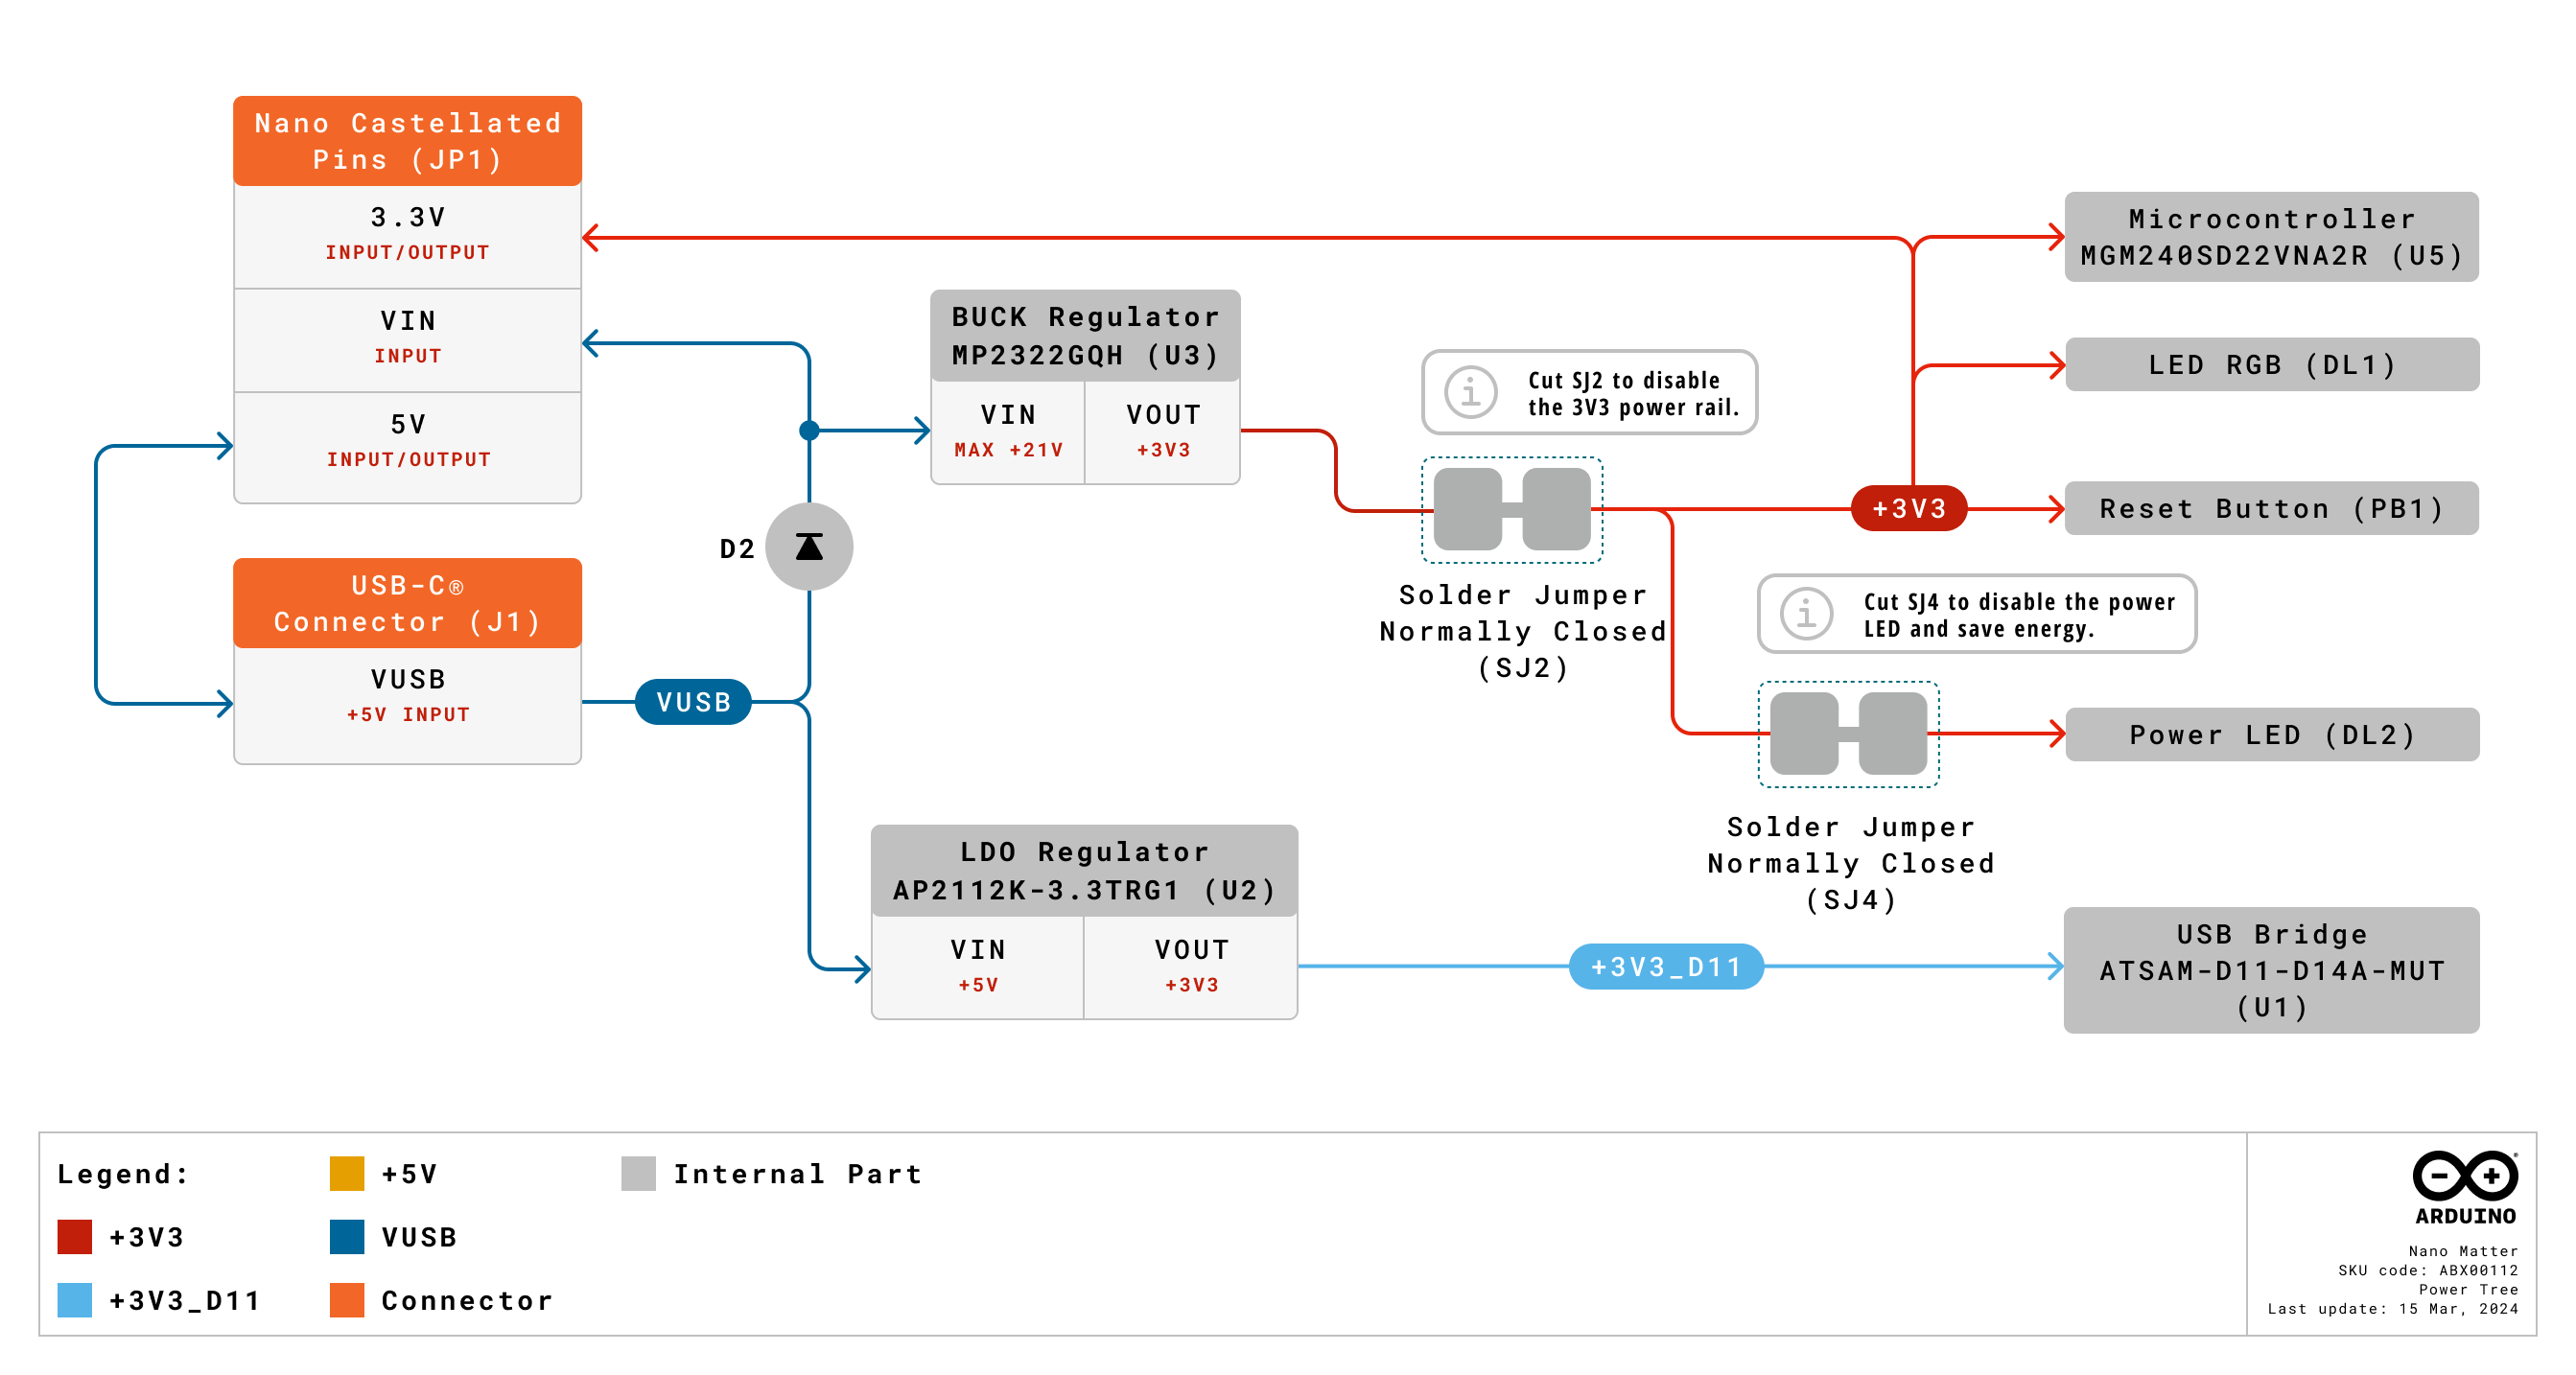 Nano Castellated
Pins (JP1)
3.3V
INPUT/OUTPUT
VIN
INPUT
5V
INPUT/OUTPUT
USB-C®
Connector (J1)
VUSB
+5V INPUT
VUSB
D2
BUCK Regulator
MP2322GQH (U3)
VIN
MAX +21V
VOUT
+3V3
Cut SJ2 to disable
the 3V3 power rail.
Solder Jumper
Normally Closed
(SJ2)
+3V3
Microcontroller
MGM240SD22VNA2R (U5)
LED RGB (DL1)
Reset Button (PB1)
Cut SJ4 to disable the power
LED and save energy.
Solder Jumper
Normally Closed
(SJ4)
Power LED (DL2)
LDO Regulator
AP2112K-3.3TRG1 (U2)
VIN
+5V
VOUT
+3V3
+3V3_D11
USB Bridge
ATSAM-D11-D14A-MUT
(U1)
Legend:
+3V3
+3V3_D11
+5V
VUSB
Connector
Internal Part
ARDUINO
Nano Matter
SKU code: ABX00112
Power Tree
Last update: 15 Mar, 2024